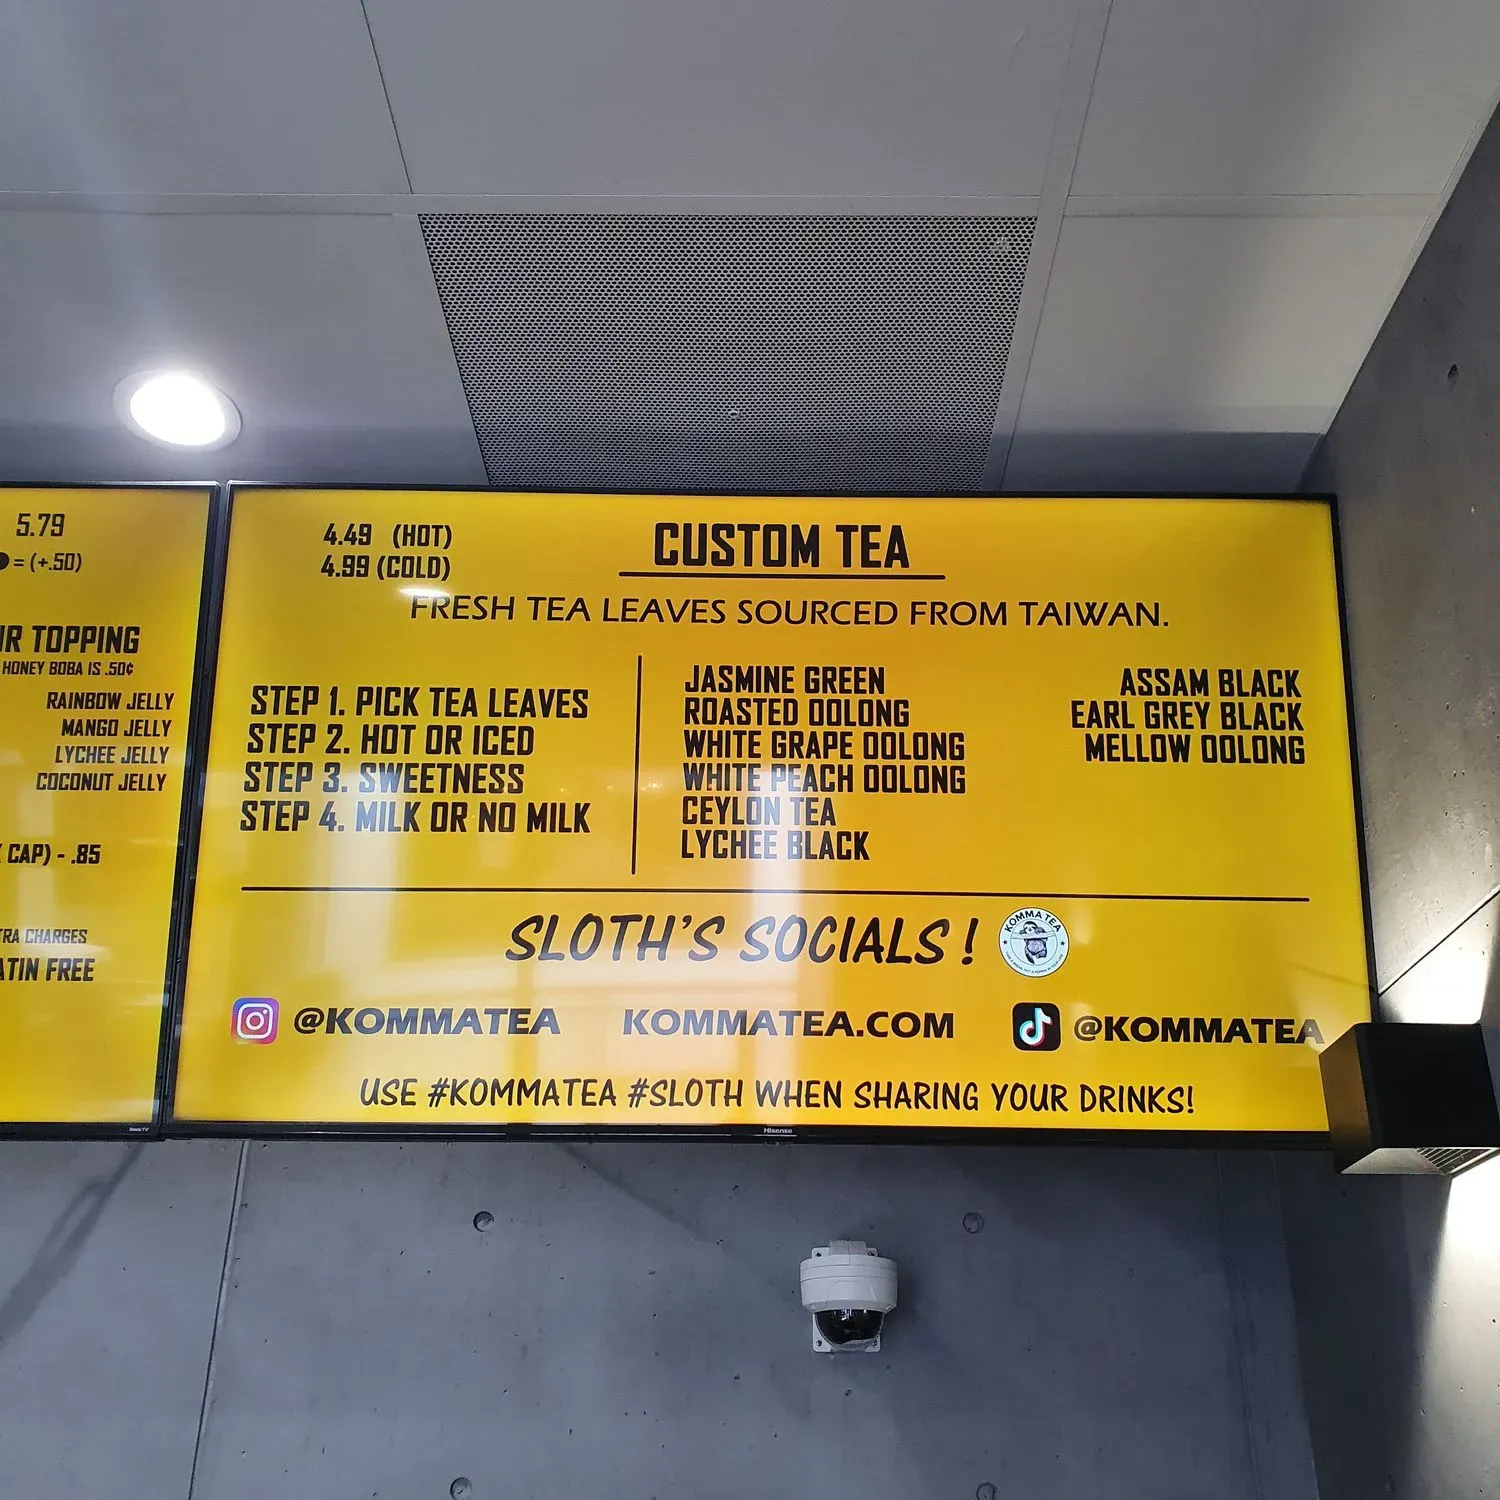 5.79
= (+.50)
IR TOPPING
HONEY BOBA IS .50¢
RAINBOW JELLY
MANGO JELLY
LYCHEE JELLY
COCONUT JELLY
CAP) - .85
TRA CHARGES
ATIN FREE
4.49 (HOT)
4.99 (COLD)
CUSTOM TEA
FRESH TEA LEAVES SOURCED FROM TAIWAN.
STEP 1. PICK TEA LEAVES
STEP 2. HOT OR ICED
STEP 3. SWEETNESS
STEP 4. MILK OR NO MILK
JASMINE GREEN
ROASTED OOLONG
WHITE GRAPE OOLONG
WHITE PEACH OOLONG
CEYLON TEA
LYCHEE BLACK
ASSAM BLACK
EARL GREY BLACK
MELLOW OOLONG
SLOTH'S SOCIALS!
KOMMA TEA
@KOMMATEA
KOMMATEA.COM
@KOMMATEA
USE #KOMMATEA #SLOTH WHEN SHARING YOUR DRINKS!
Hisense